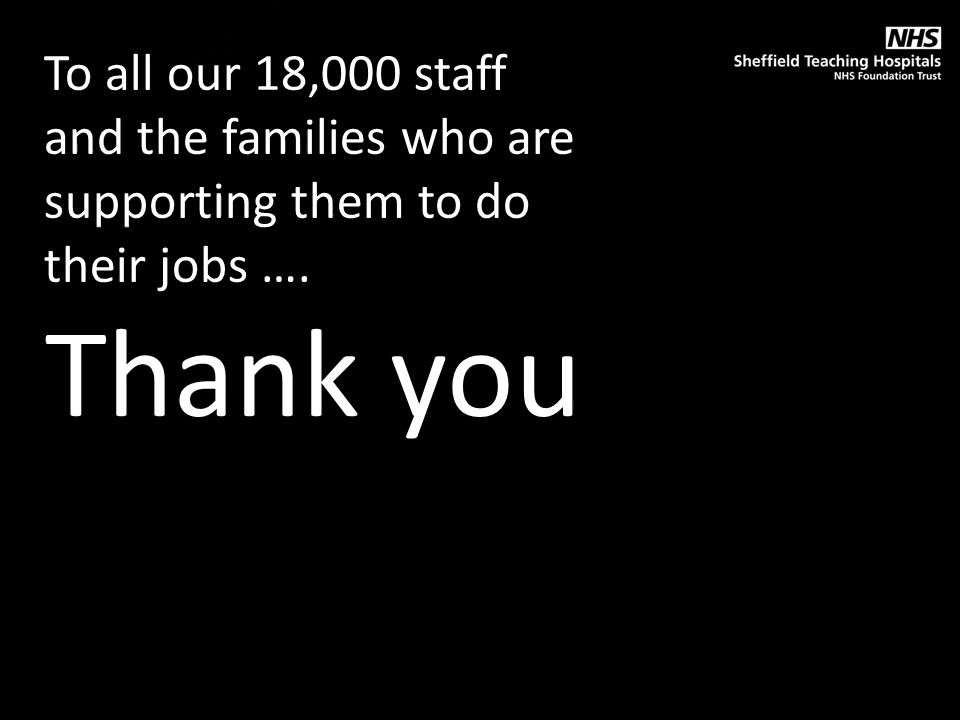 To all our 18,000 staff
and the families who are
supporting them to do
their jobs ….
Thank you
NHS
Sheffield Teaching Hospitals
NHS Foundation Trust